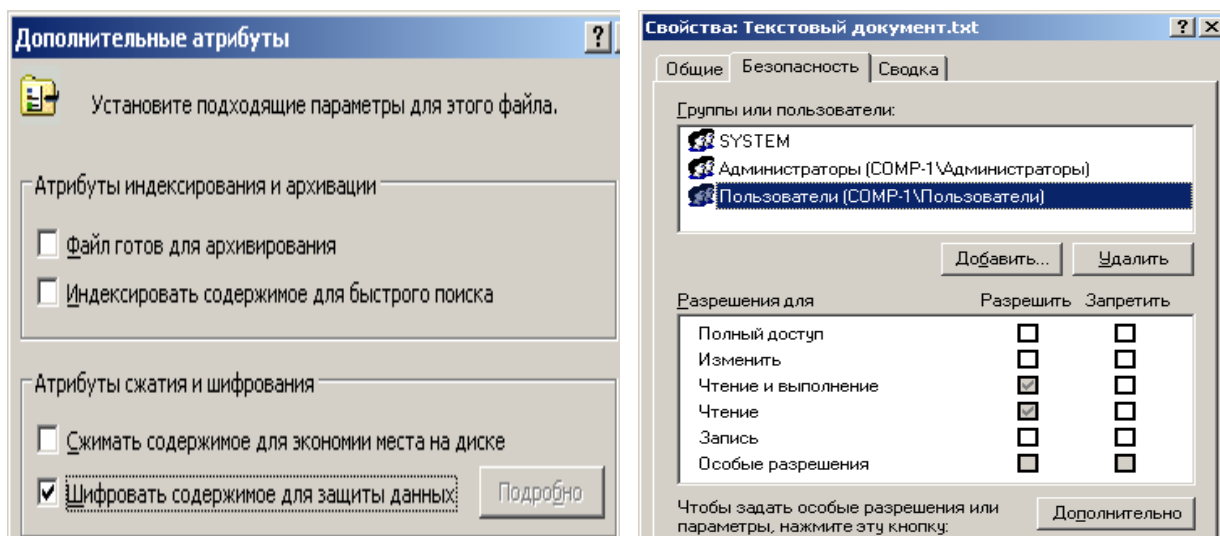 Дополнительные атрибуты
Установите подходящие параметры для этого файла.
Атрибуты индексирования и архивации
Файл готов для архивирования
Индексировать содержимое для быстрого поиска
Атрибуты сжатия и шифрования
Сжимать содержимое для экономии места на диске
Шифровать содержимое для защиты данных
Подробно
Свойства: Текстовый документ.txt
Общие Безопасность Сводка
Группы или пользователи:
SYSTEM
Администраторы (COMP-1\Администраторы)
Пользователи (COMP-1\Пользователи)
Добавить... Удалить
Разрешения для Разрешить Запретить
Полный доступ
Изменить
Чтение и выполнение
Чтение
Запись
Особые разрешения
Чтобы задать особые разрешения или
параметры, нажмите эту кнопку:
Дополнительно